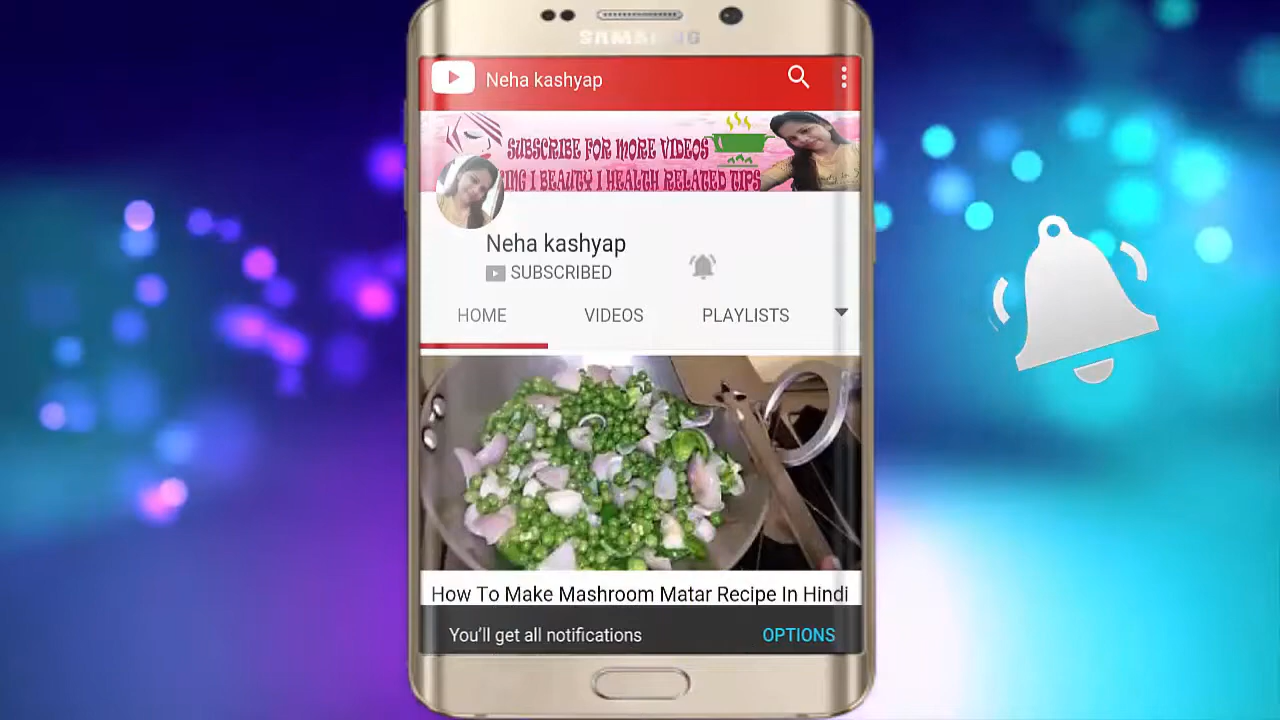 SAMSUNG
Neha kashyap
SUBSCRIBE FOR MORE VIDEOS
I BEAUTY I HEALTH RELATED TIPS
Neha kashyap
SUBSCRIBED
HOME VIDEOS PLAYLISTS
How To Make Mashroom Matar Recipe In Hindi
You'll get all notifications OPTIONS